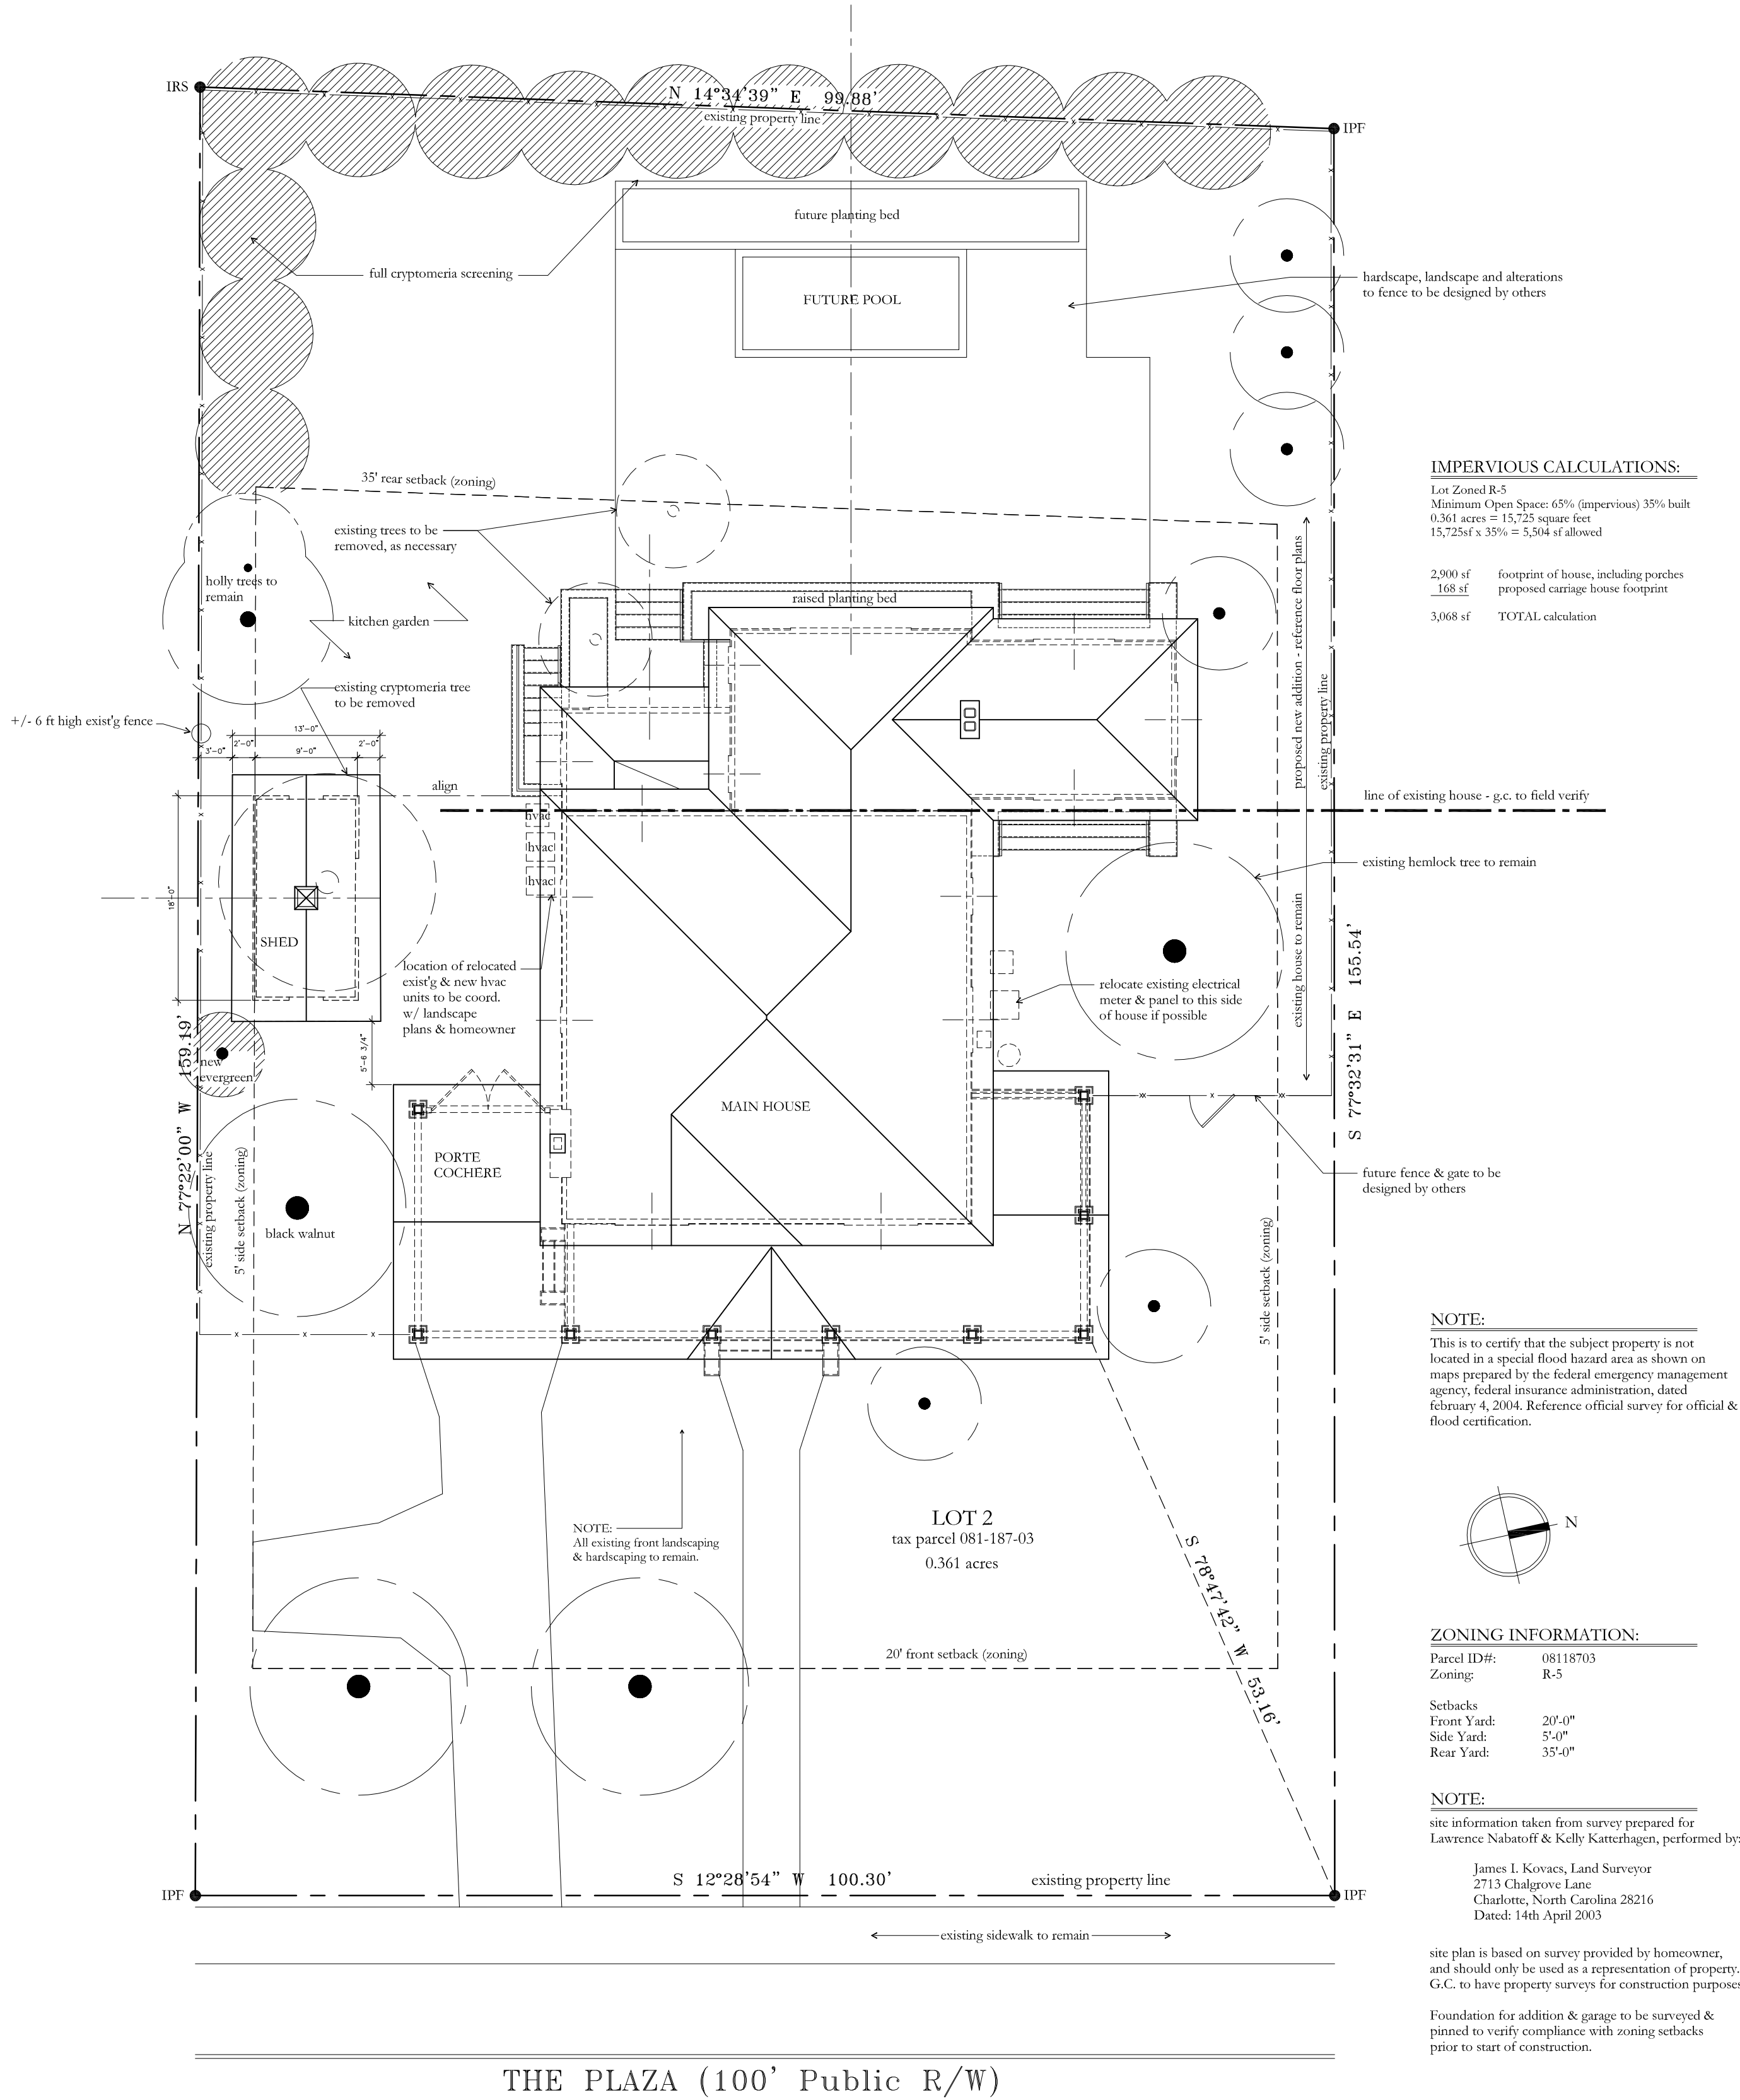 IRS
N 14°34'39" E 99.88'
existing property line
IPF
future planting bed
full cryptomeria screening
FUTURE POOL
hardscape, landscape and alterations
to fence to be designed by others
35' rear setback (zoning)
existing trees to be
removed, as necessary
holly trees to
remain
kitchen garden
raised planting bed
existing cryptomeria tree
to be removed
+/- 6 ft high exist'g fence
13'-0"
3'-0"
2'-0"
9'-0"
2'-0"
align
18'-0"
SHED
hvac
hvac
hvac
location of relocated
exist'g & new hvac
units to be coord.
w/ landscape
plans & homeowner
5'-6 3/4"
new
evergreen
N 77°22'00" W 159.19'
existing property line
5' side setback (zoning)
black walnut
PORTE
COCHERE
MAIN HOUSE
proposed new addition - reference floor plans
existing property line
line of existing house - g.c. to field verify
existing hemlock tree to remain
existing house to remain
relocate existing electrical
meter & panel to this side
of house if possible
S 77°32'31" E 155.54'
future fence & gate to be
designed by others
5' side setback (zoning)
NOTE:
All existing front landscaping
& hardscaping to remain.
LOT 2
tax parcel 081-187-03
0.361 acres
S 78°47'42" W 53.16'
20' front setback (zoning)
IPF
S 12°28'54" W 100.30'
existing property line
IPF
existing sidewalk to remain
THE PLAZA (100' Public R/W)
IMPERVIOUS CALCULATIONS:
Lot Zoned R-5
Minimum Open Space: 65% (impervious) 35% built
0.361 acres = 15,725 square feet
15,725sf x 35% = 5,504 sf allowed
2,900 sf footprint of house, including porches
168 sf proposed carriage house footprint
3,068 sf TOTAL calculation
NOTE:
This is to certify that the subject property is not
located in a special flood hazard area as shown on
maps prepared by the federal emergency management
agency, federal insurance administration, dated
february 4, 2004. Reference official survey for official &
flood certification.
N
ZONING INFORMATION:
Parcel ID#: 08118703
Zoning: R-5
Setbacks
Front Yard: 20'-0"
Side Yard: 5'-0"
Rear Yard: 35'-0"
NOTE:
site information taken from survey prepared for
Lawrence Nabatoff & Kelly Katterhagen, performed by:
James I. Kovacs, Land Surveyor
2713 Chalgrove Lane
Charlotte, North Carolina 28216
Dated: 14th April 2003
site plan is based on survey provided by homeowner,
and should only be used as a representation of property.
G.C. to have property surveys for construction purposes
Foundation for addition & garage to be surveyed &
pinned to verify compliance with zoning setbacks
prior to start of construction.